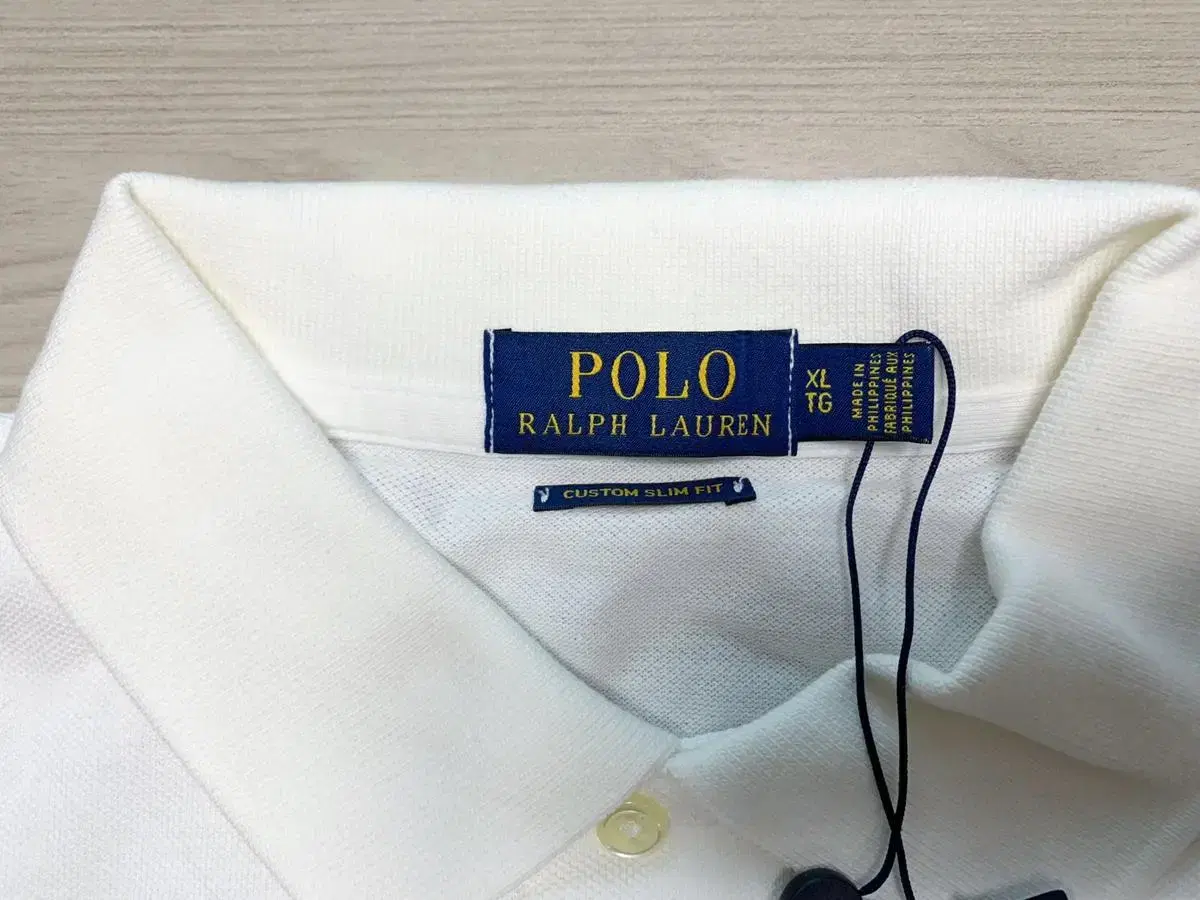 POLO
RALPH LAUREN
XL
TG
MADE IN
PHILIPPINES
FABRIQUÉ AUX
PHILIPPINES
CUSTOM SLIM FIT